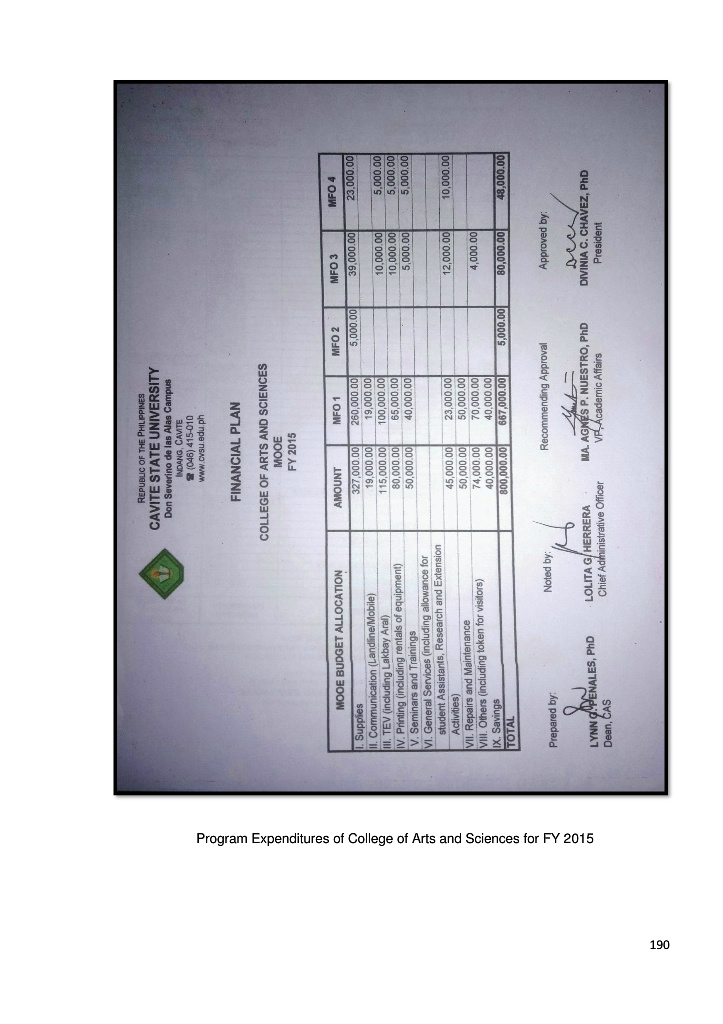 REPUBLIC OF THE PHILIPPINES
CAVITE STATE UNIVERSITY
Don Severino de las Alas Campus
INDANG, CAVITE
☎ (046) 415-010
www.cvsu.edu.ph
FINANCIAL PLAN
COLLEGE OF ARTS AND SCIENCES
MOOE
FY 2015
MOOE BUDGET ALLOCATION AMOUNT MFO 1 MFO 2 MFO 3 MFO 4
I. Supplies 327,000.00 260,000.00 5,000.00 39,000.00 23,000.00
II. Communication (Landline/Mobile) 19,000.00 19,000.00
III. TEV (including Lakbay Aral) 115,000.00 100,000.00 10,000.00 5,000.00
IV. Printing (including rentals of equipment) 80,000.00 65,000.00 10,000.00 5,000.00
V. Seminars and Trainings 50,000.00 40,000.00 5,000.00 5,000.00
VI. General Services (including allowance for
student Assistants, Research and Extension
Activities) 45,000.00 23,000.00 12,000.00 10,000.00
VII. Repairs and Maintenance 50,000.00 50,000.00
VIII. Others (including token for visitors) 74,000.00 70,000.00 4,000.00
IX. Savings 40,000.00 40,000.00
TOTAL 800,000.00 667,000.00 5,000.00 80,000.00 48,000.00
Prepared by: Noted by: Recommending Approval Approved by:
LYNN G. PENALES, PhD LOLITA G. HERRERA MA. AGNES P. NUESTRO, PhD DIVINIA C. CHAVEZ, PhD
Dean, CAS Chief Administrative Officer VP-Academic Affairs President
Program Expenditures of College of Arts and Sciences for FY 2015
190